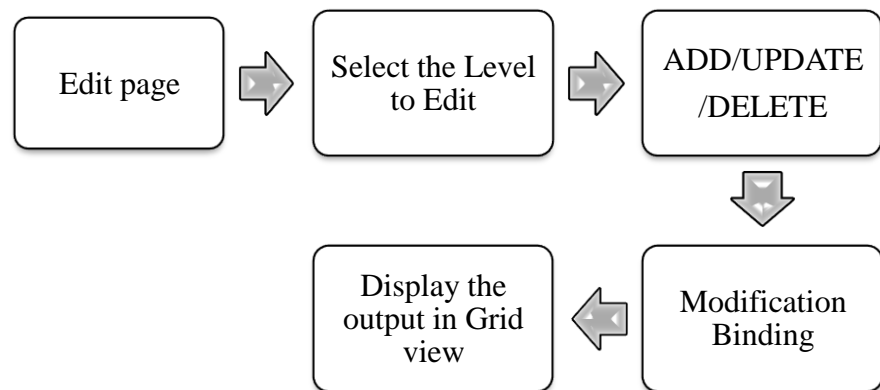 Edit page
Select the Level
to Edit
ADD/UPDATE
/DELETE
Modification
Binding
Display the
output in Grid
view